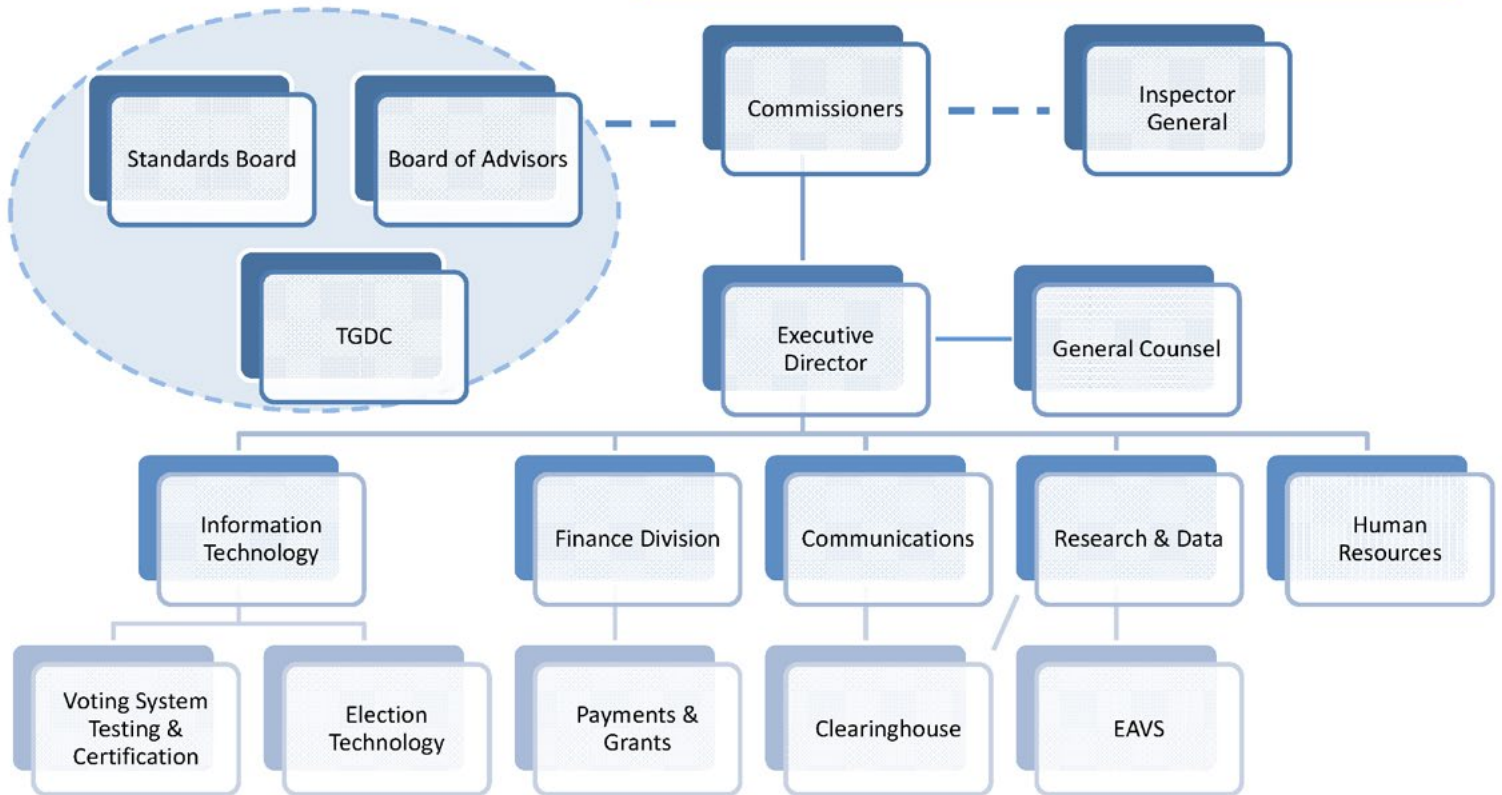 Commissioners
Inspector
General
Standards Board
Board of Advisors
TGDC
Executive
Director
General Counsel
Information
Technology
Finance Division
Communications
Research & Data
Human
Resources
Voting System
Testing &
Certification
Election
Technology
Payments &
Grants
Clearinghouse
EAVS